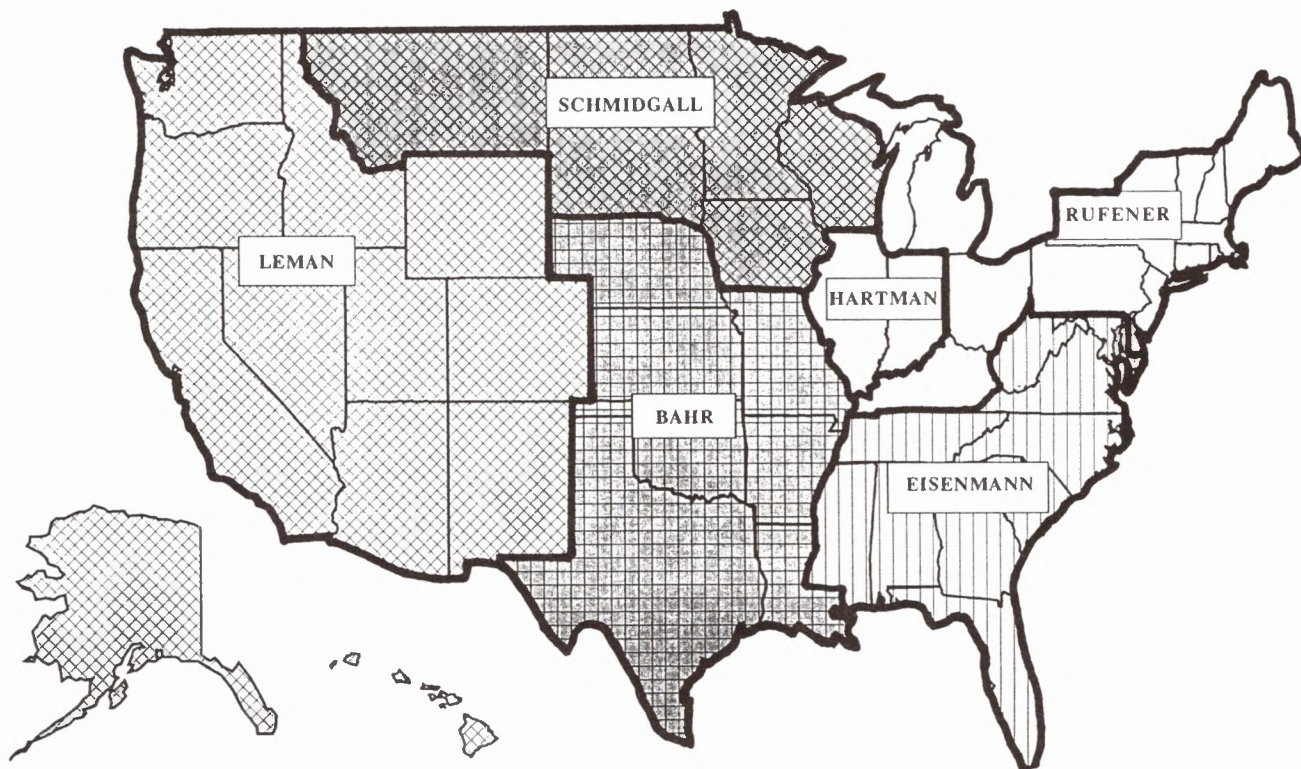 SCHMIDGALL
RUFENER
LEMAN
HARTMAN
BAHR
EISENMANN